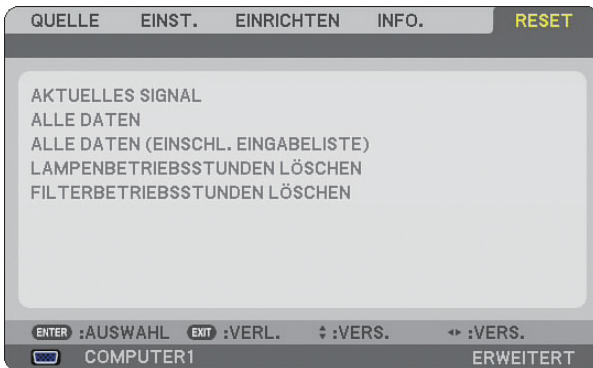 QUELLE EINST. EINRICHTEN INFO. RESET
AKTUELLES SIGNAL
ALLE DATEN
ALLE DATEN (EINSCHL. EINGABELISTE)
LAMPENBETRIEBSSTUNDEN LÖSCHEN
FILTERBETRIEBSSTUNDEN LÖSCHEN
ENTER :AUSWAHL EXIT :VERL. :VERS. :VERS.
COMPUTER1 ERWEITERT